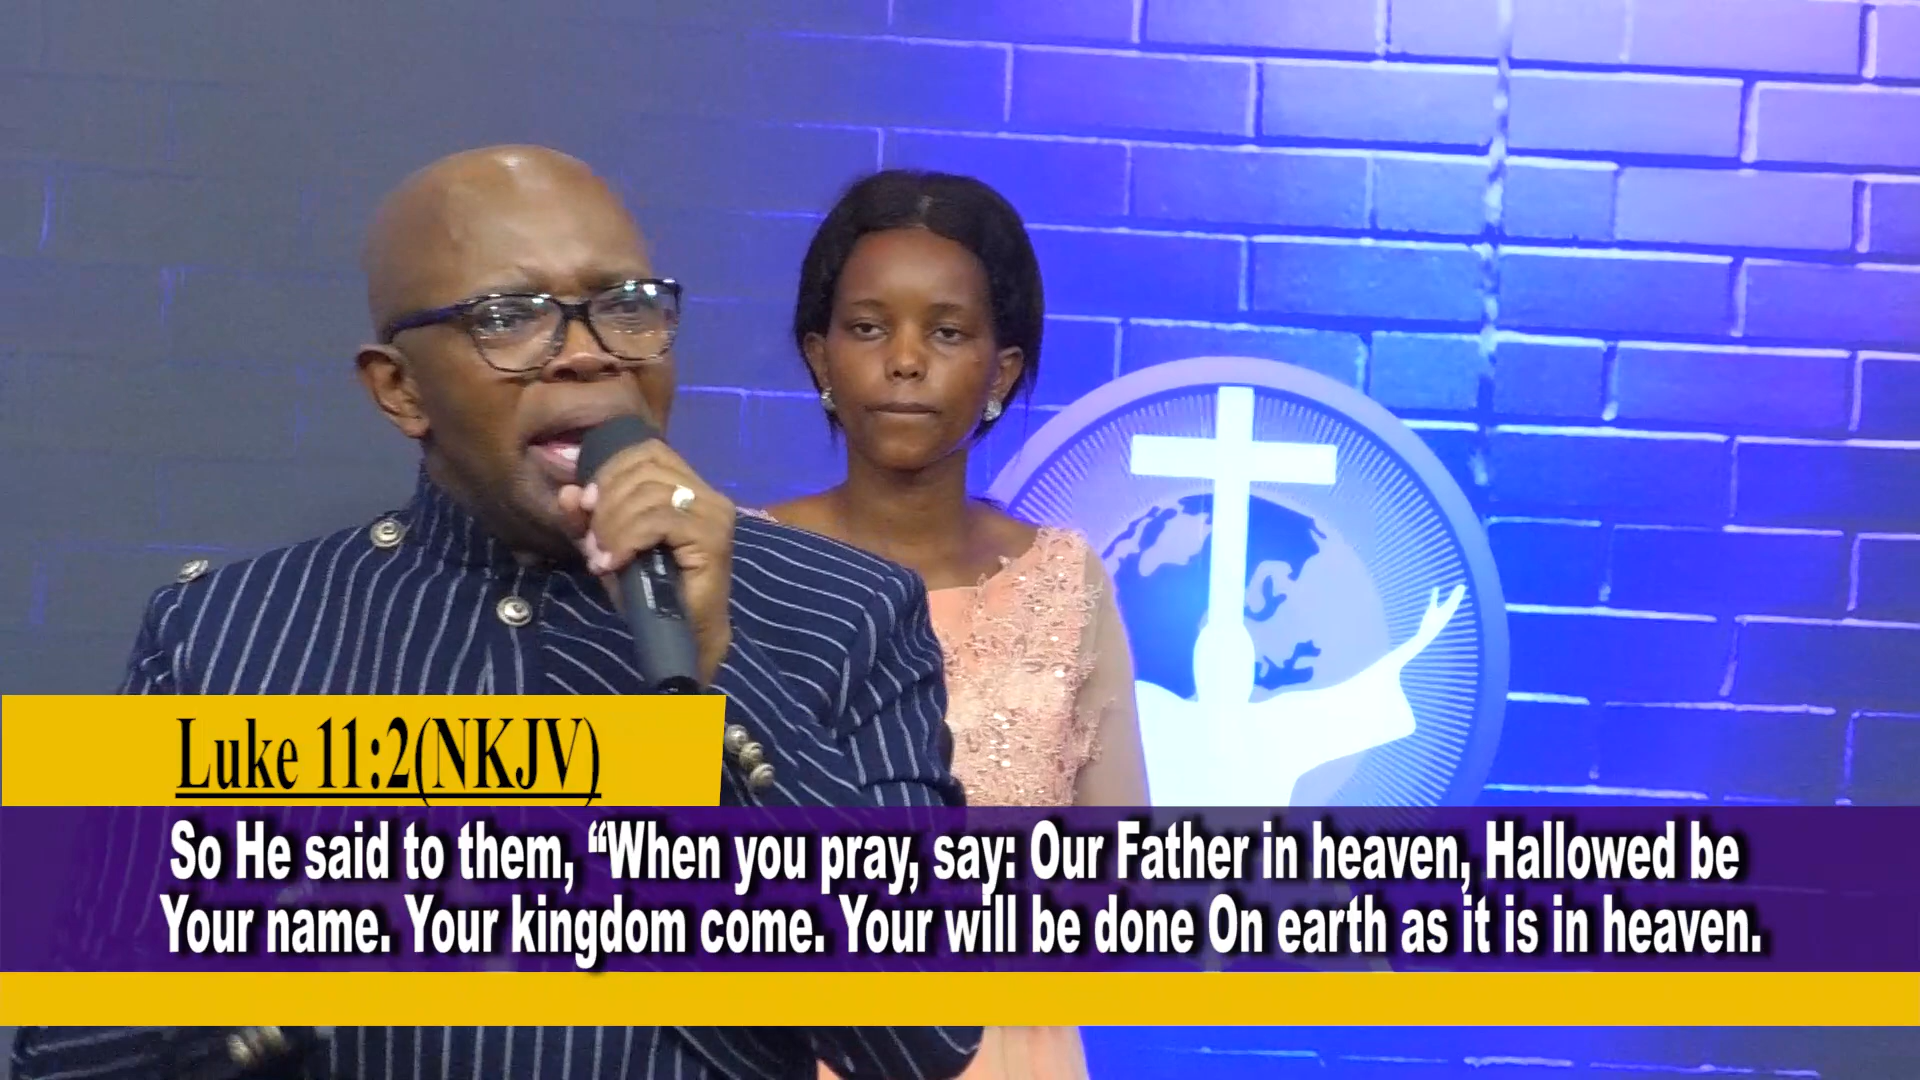 Luke 11:2(NKJV)
So He said to them, “When you pray, say: Our Father in heaven, Hallowed be
Your name. Your kingdom come. Your will be done On earth as it is in heaven.